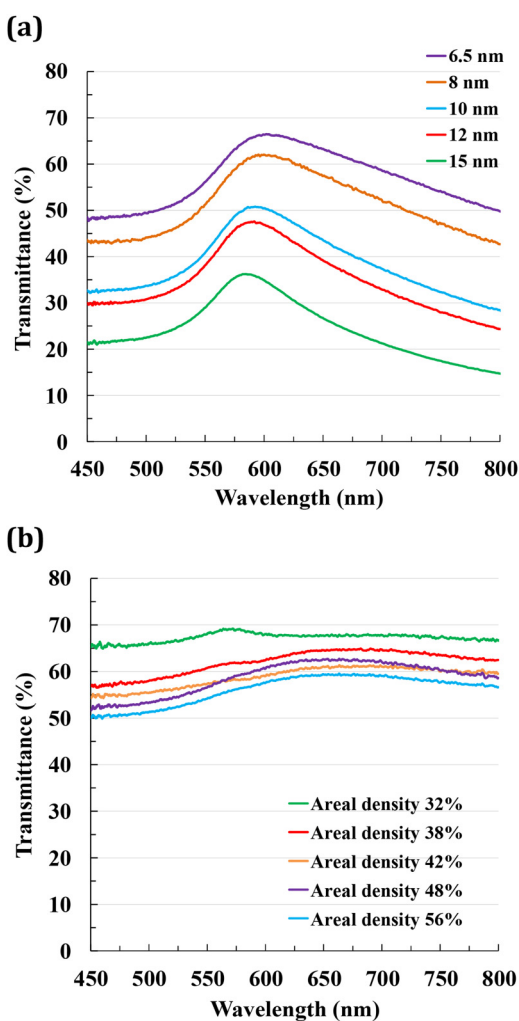 (a)
6.5 nm
8 nm
10 nm
12 nm
15 nm
80
70
60
50
40
30
20
10
0
Transmittance (%)
450 500 550 600 650 700 750 800
Wavelength (nm)
(b)
80
70
60
50
40
30
20
10
0
Transmittance (%)
Areal density 32%
Areal density 38%
Areal density 42%
Areal density 48%
Areal density 56%
450 500 550 600 650 700 750 800
Wavelength (nm)